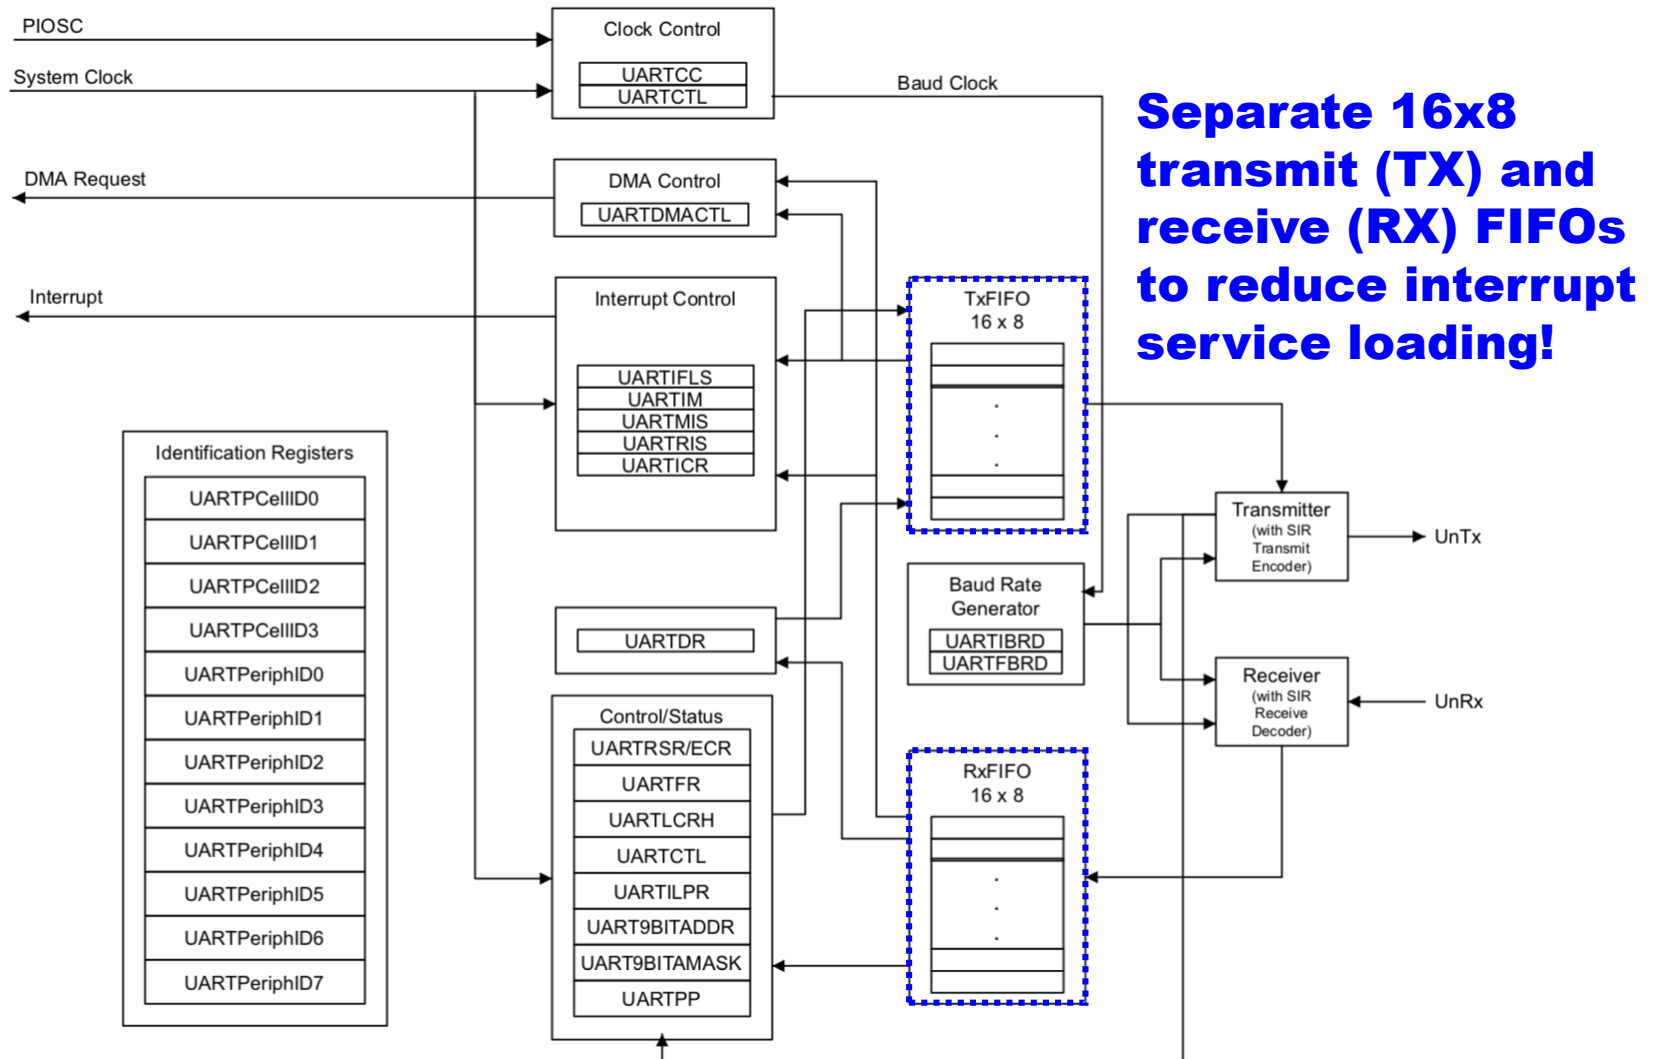 PIOSC
System Clock
Clock Control
UARTCC
UARTCTL
Baud Clock
Separate 16x8
transmit (TX) and
receive (RX) FIFOs
to reduce interrupt
service loading!
DMA Request
DMA Control
UARTDMACTL
Interrupt
Interrupt Control
UARTIFLS
UARTIM
UARTMIS
UARTRIS
UARTICR
TxFIFO
16 x 8
.
.
.
Identification Registers
UARTPCellID0
UARTPCellID1
UARTPCellID2
UARTPCellID3
UARTPeriphID0
UARTPeriphID1
UARTPeriphID2
UARTPeriphID3
UARTPeriphID4
UARTPeriphID5
UARTPeriphID6
UARTPeriphID7
Transmitter
(with SIR
Transmit
Encoder)
UnTx
Baud Rate
Generator
UARTIBRD
UARTFBRD
UARTDR
Receiver
(with SIR
Receive
Decoder)
UnRx
Control/Status
UARTRSR/ECR
UARTFR
UARTLCRH
UARTCTL
UARTILPR
UART9BITADDR
UART9BITAMASK
UARTPP
RxFIFO
16 x 8
.
.
.